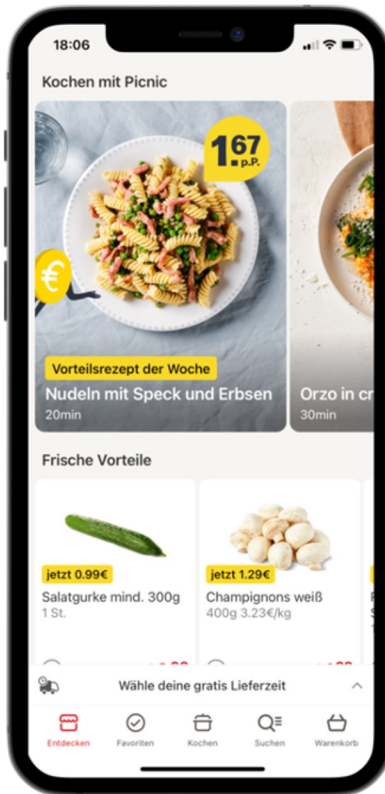 18:06
Kochen mit Picnic
1.67
p.P.
€
Vorteilsrezept der Woche
Nudeln mit Speck und Erbsen
20min
Orzo in cr
30min
Frische Vorteile
jetzt 0.99€
Salatgurke mind. 300g
1 St.
jetzt 1.29€
Champignons weiß
400g 3.23€/kg
Wähle deine gratis Lieferzeit
Entdecken
Favoriten
Kochen
Suchen
Warenkorb